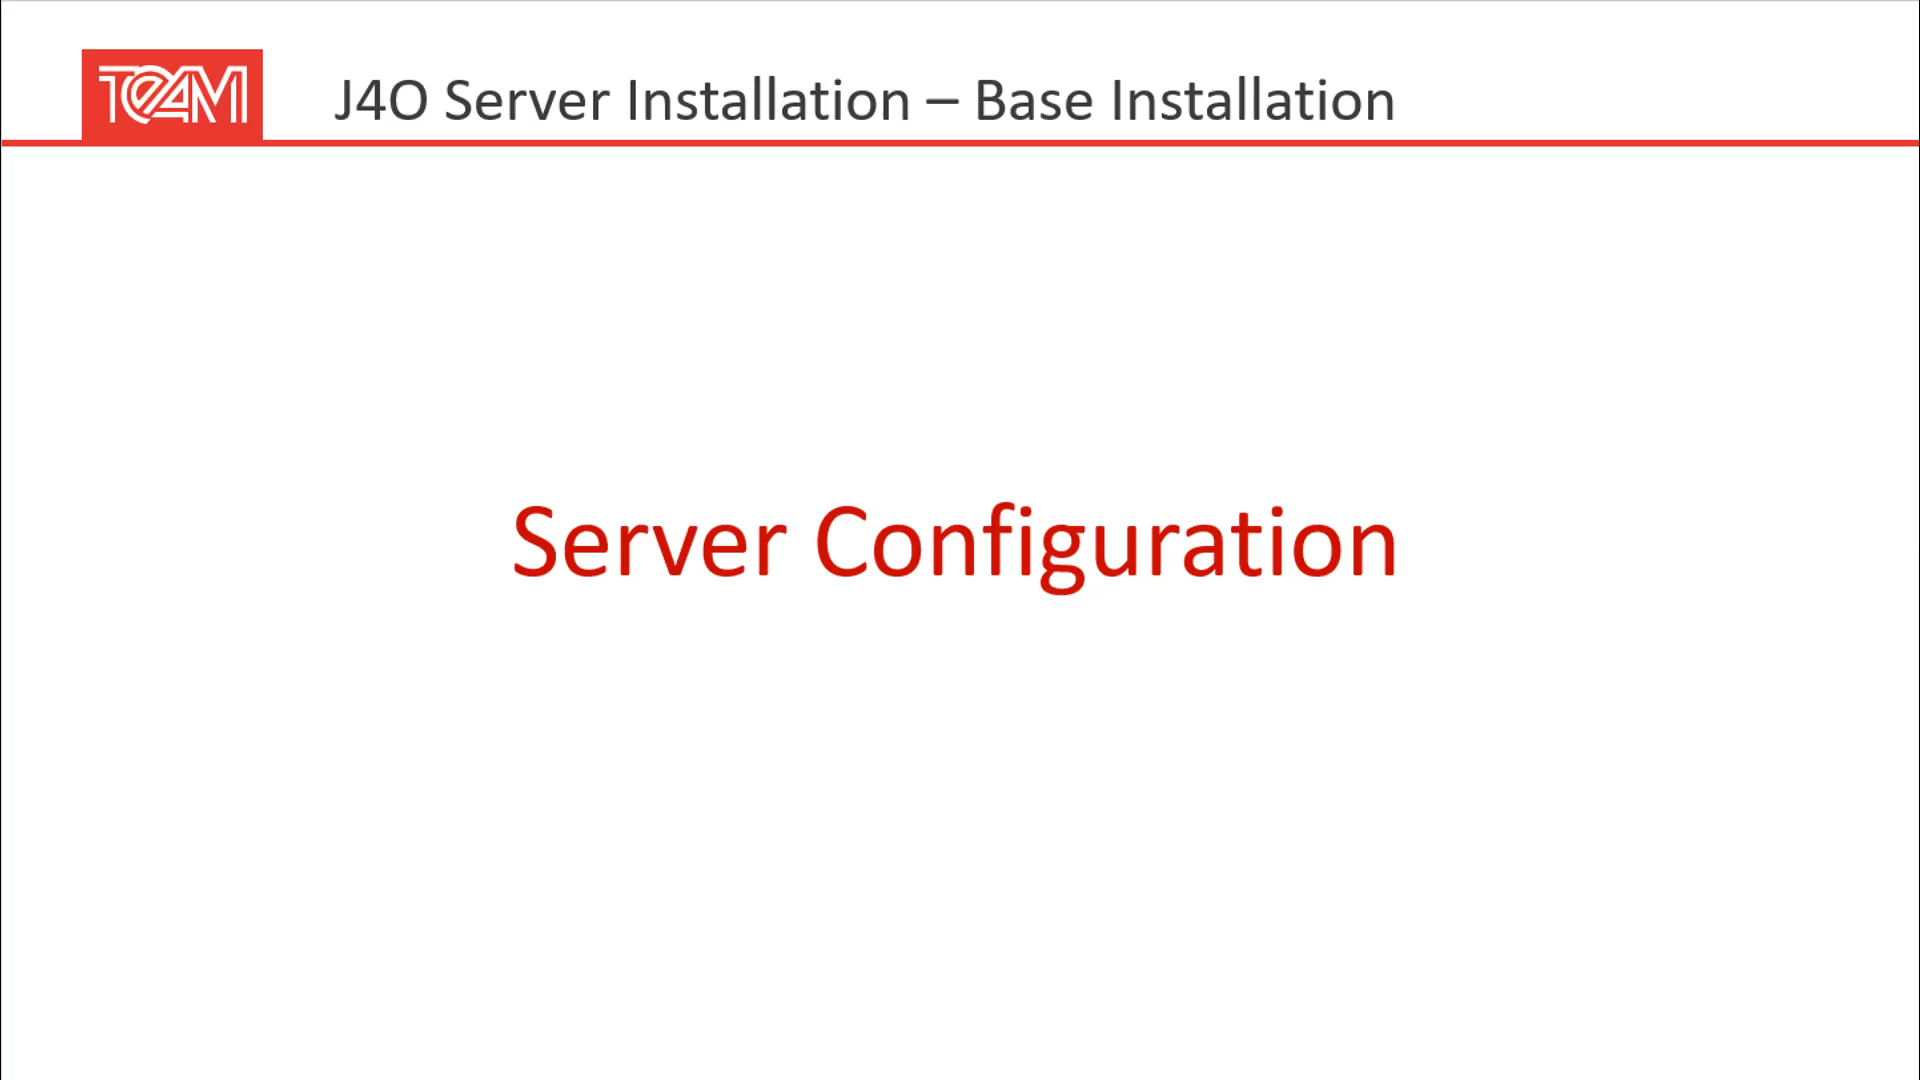 TEAM
J4O Server Installation – Base Installation
Server Configuration